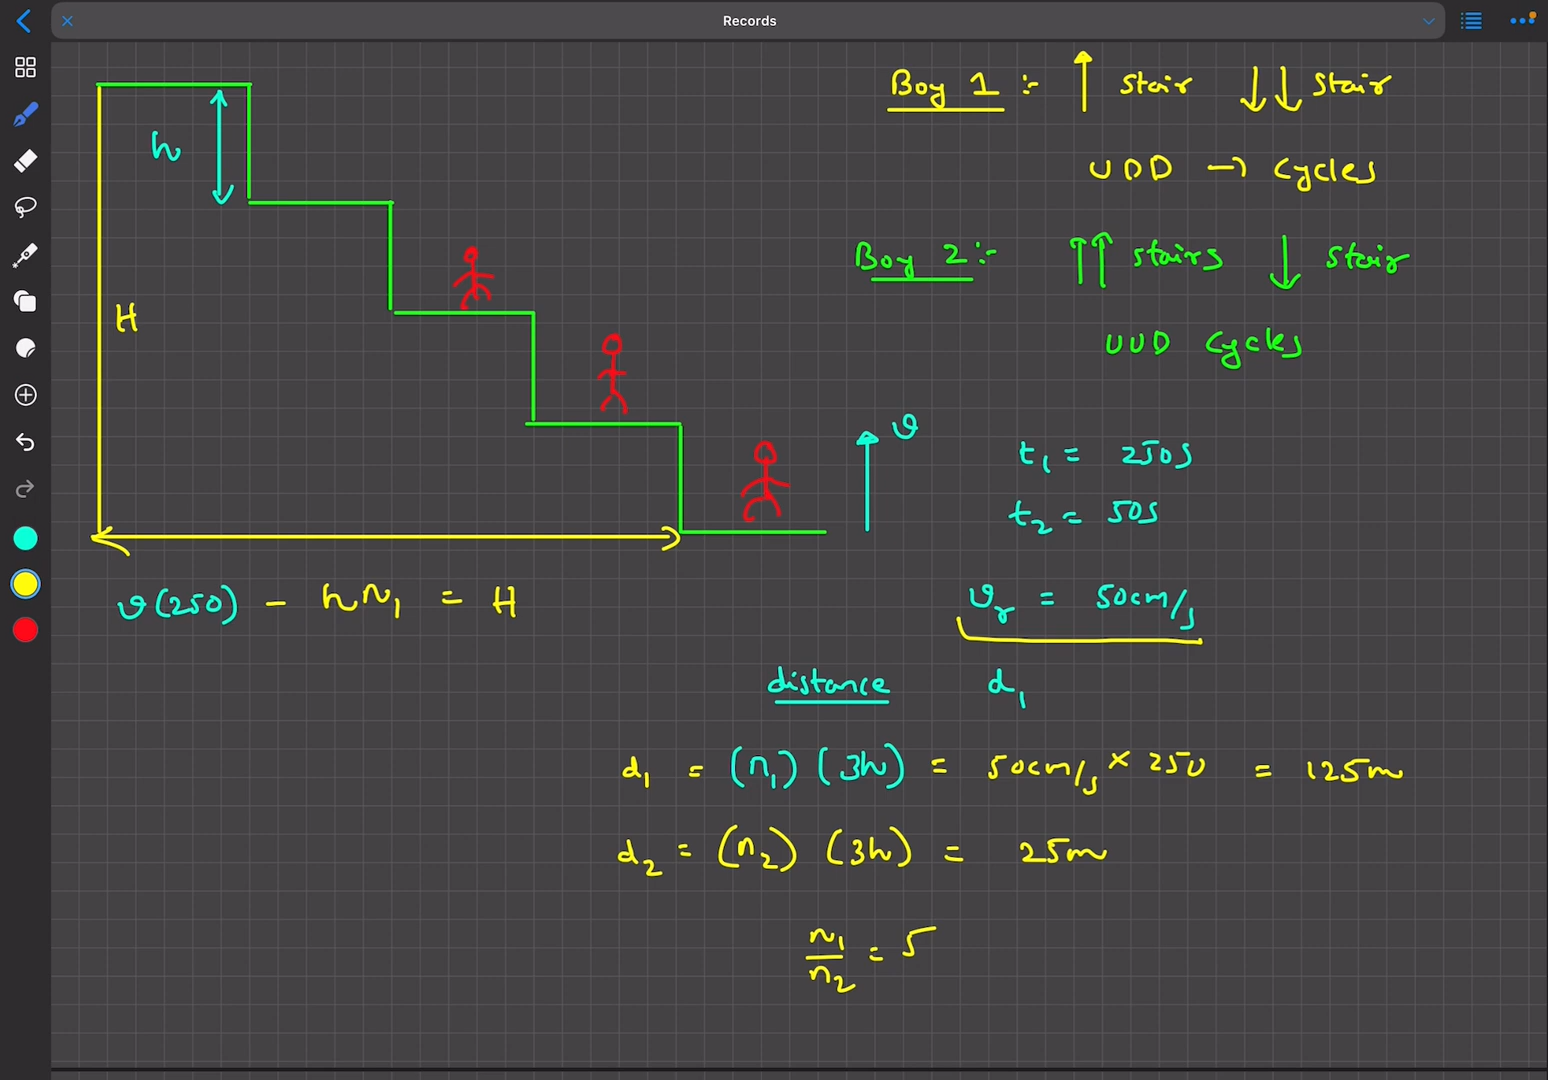 Records
Boy 1 :- ↑ stair ↓↓ stair
UDD → cycles
h
Boy 2 :- ↑↑ stairs ↓ stair
H
UUD cycles
v
t₁ = 250s
t₂ = 50s
v(250) - hn₁ = H
vᵣ = 50cm/s
distance d₁
d₁ = (n₁) (3h) = 50cm/s × 250 = 125m
d₂ = (n₂) (3h) = 25m
n₁/n₂ = 5